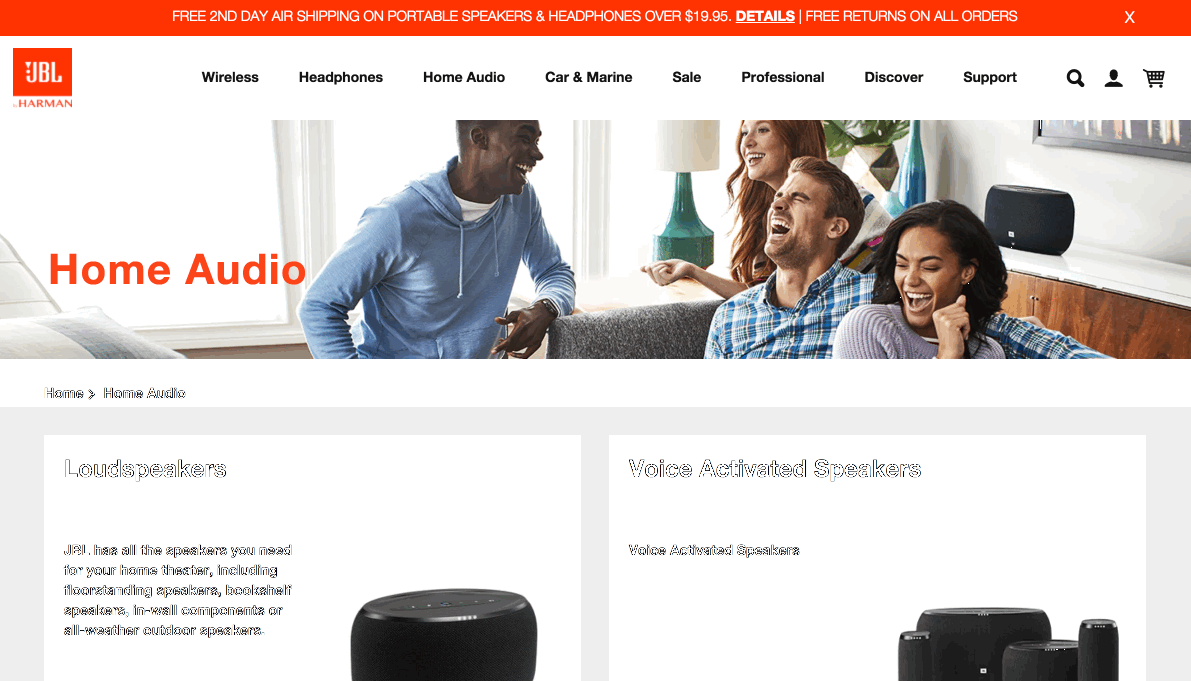 FREE 2ND DAY AIR SHIPPING ON PORTABLE SPEAKERS & HEADPHONES OVER $19.95. DETAILS | FREE RETURNS ON ALL ORDERS X
JBL
by HARMAN
Wireless Headphones Home Audio Car & Marine Sale Professional Discover Support
Home Audio
Home > Home Audio
Loudspeakers
JBL has all the speakers you need
for your home theater, including
floorstanding speakers, bookshelf
speakers, in-wall components or
all-weather outdoor speakers.
Voice Activated Speakers
Voice Activated Speakers